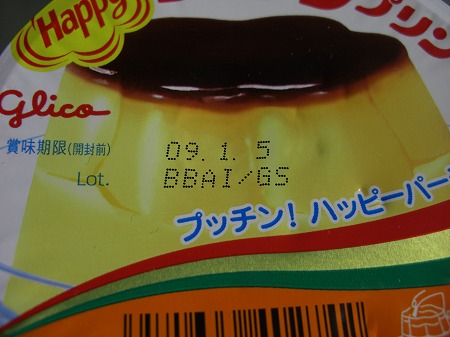 Happy
プリン
glico
賞味期限(開封前) 09.1.5
Lot. BBAI/GS
プッチン! ハッピーパー